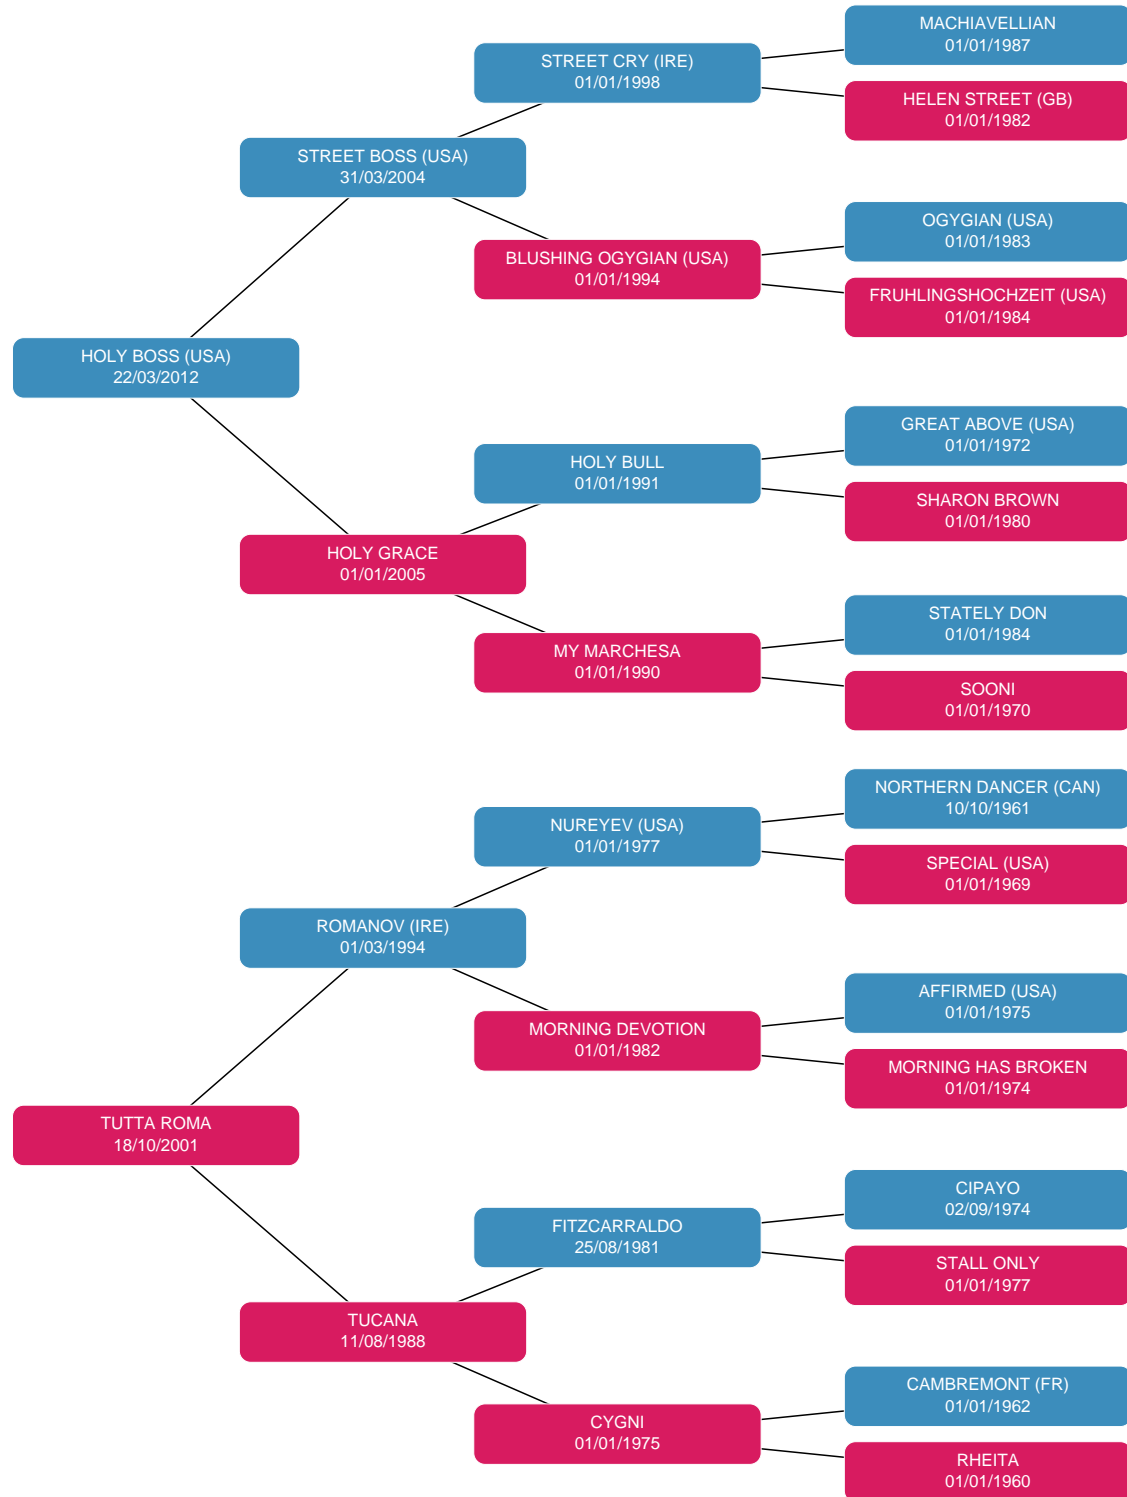 MACHIAVELLIAN
01/01/1987
STREET CRY (IRE)
01/01/1998
HELEN STREET (GB)
01/01/1982
STREET BOSS (USA)
31/03/2004
OGYGIAN (USA)
01/01/1983
BLUSHING OGYGIAN (USA)
01/01/1994
FRUHLINGSHOCHZEIT (USA)
01/01/1984
HOLY BOSS (USA)
22/03/2012
GREAT ABOVE (USA)
01/01/1972
HOLY BULL
01/01/1991
SHARON BROWN
01/01/1980
HOLY GRACE
01/01/2005
STATELY DON
01/01/1984
MY MARCHESA
01/01/1990
SOONI
01/01/1970
NORTHERN DANCER (CAN)
10/10/1961
NUREYEV (USA)
01/01/1977
SPECIAL (USA)
01/01/1969
ROMANOV (IRE)
01/03/1994
AFFIRMED (USA)
01/01/1975
MORNING DEVOTION
01/01/1982
MORNING HAS BROKEN
01/01/1974
TUTTA ROMA
18/10/2001
CIPAYO
02/09/1974
FITZCARRALDO
25/08/1981
STALL ONLY
01/01/1977
TUCANA
11/08/1988
CAMBREMONT (FR)
01/01/1962
CYGNI
01/01/1975
RHEITA
01/01/1960